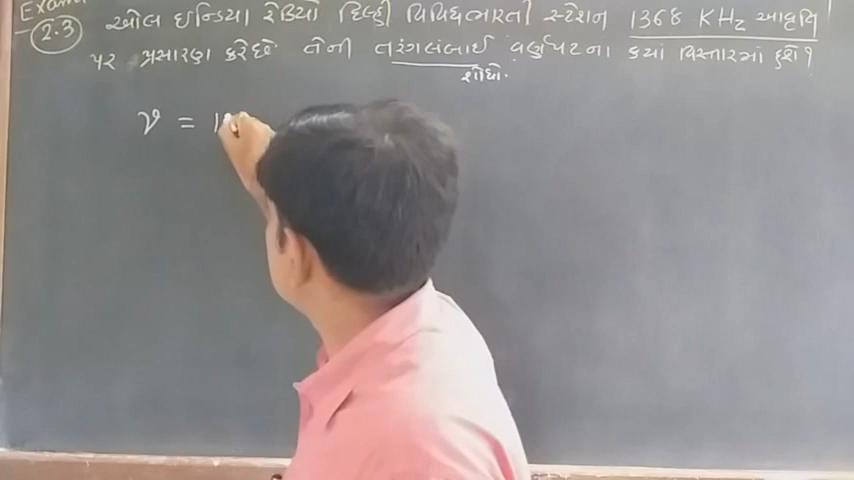 Exam
2.3 ઓલ ઇન્ડિયા રેડિયો દિલ્હી વિવિધભારતી સ્ટેશન 1368 KHz આવૃતિ
પર પ્રસારણ કરે છે. તેની તરંગલંબાઈ વર્ણપટના કયાં વિસ્તારમાં હશે ?
શોધો.
ν = 1